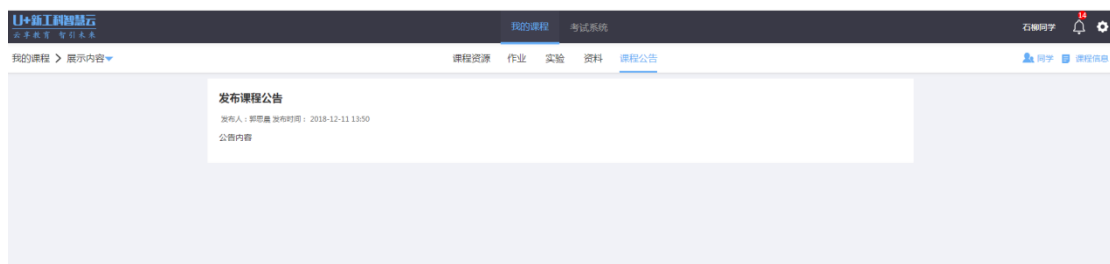 U+新工科智慧云
云享教育 智引未来
我的课程 考试系统
石柳同学 14
我的课程 > 展示内容
课程资源 作业 实验 资料 课程公告
同学 课程信息
发布课程公告
发布人:郭思晨 发布时间: 2018-12-11 13:50
公告内容